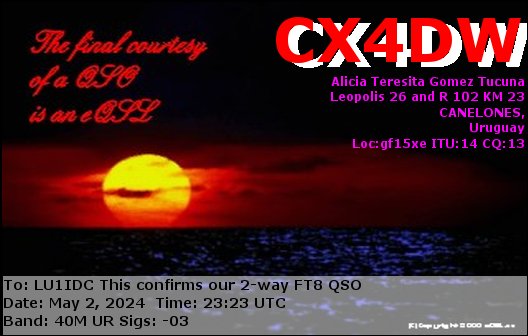 The final courtesy
of a QSO
is an eQSL
CX4DW
Alicia Teresita Gomez Tucuna
Leopolis 26 and R 102 KM 23
CANELONES,
Uruguay
Loc:gf15xe ITU:14 CQ:13
To: LU1IDC This confirms our 2-way FT8 QSO
Date: May 2, 2024 Time: 23:23 UTC
Band: 40M UR Sigs: -03
(C) Copyright